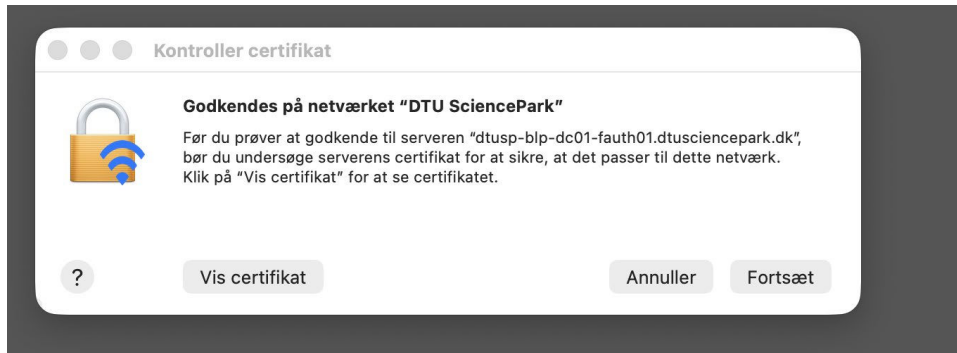 Kontroller certifikat
Godkendes på netværket “DTU SciencePark”
Før du prøver at godkende til serveren “dtusp-blp-dc01-fauth01.dtusciencepark.dk”,
bør du undersøge serverens certifikat for at sikre, at det passer til dette netværk.
Klik på “Vis certifikat” for at se certifikatet.
?
Vis certifikat
Annuller
Fortsæt